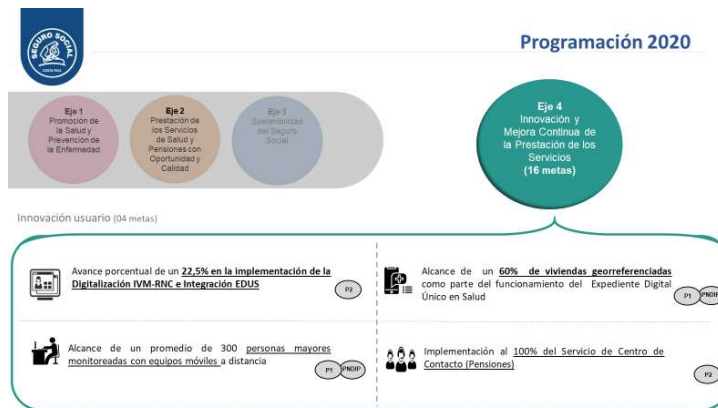 SEGURO SOCIAL
COSTA RICA
Programación 2020
Eje 1
Promoción de
la Salud y
Prevención de
la Enfermedad
Eje 2
Prestación de
los Servicios
de Salud y
Pensiones con
Oportunidad y
Calidad
Eje 3
Sostenibilidad
del Seguro
Social
Eje 4
Innovación y
Mejora Continua de
la Prestación de los
Servicios
(16 metas)
Innovación usuario (04 metas)
Avance porcentual de un 22,5% en la implementación de la
Digitalización IVM-RNC e Integración EDUS
P2
Alcance de un 60% de viviendas georreferenciadas
como parte del funcionamiento del Expediente Digital
Único en Salud
P1 PNDIP
Alcance de un promedio de 300 personas mayores
monitoreadas con equipos móviles a distancia
P1 PNDIP
Implementación al 100% del Servicio de Centro de
Contacto (Pensiones)
P2